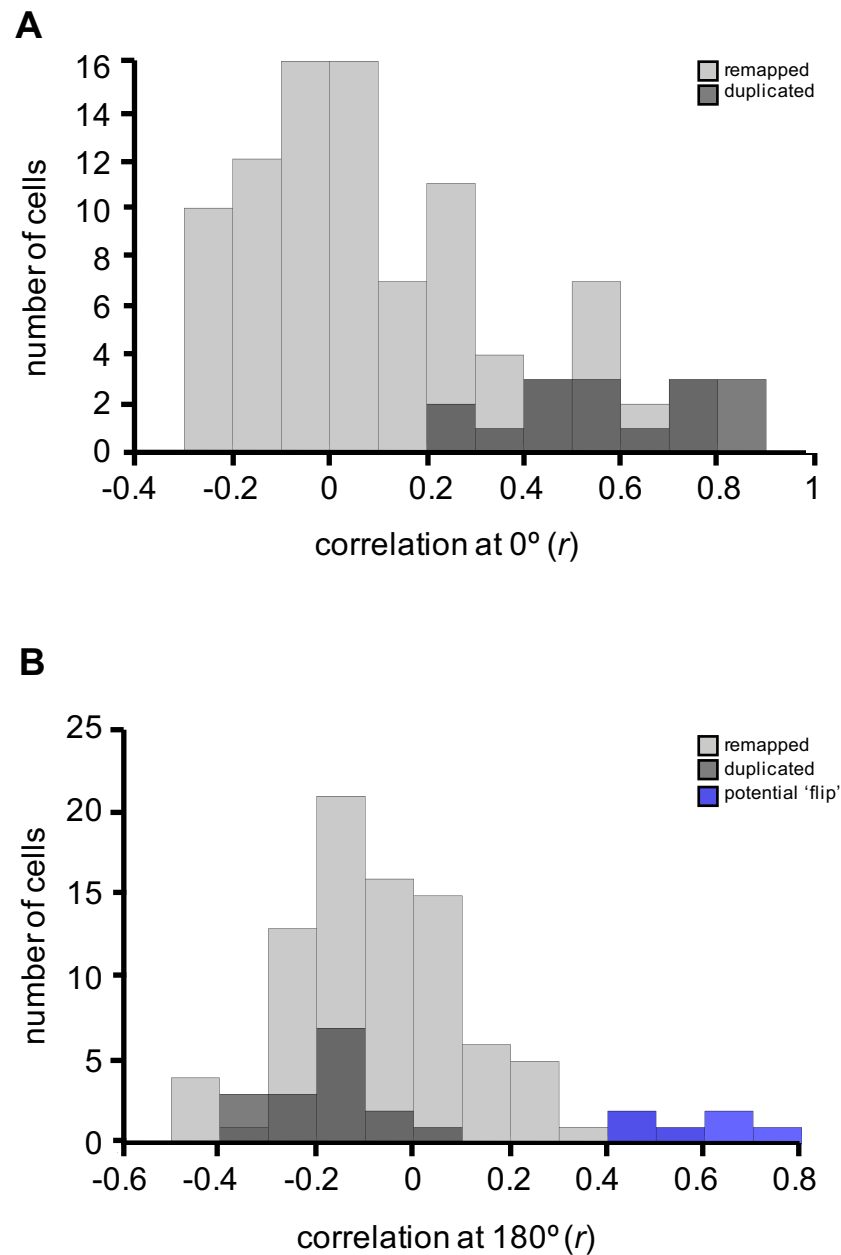 A
16
14
12
10
8
6
4
2
0
number of cells
remapped
duplicated
-0.4 -0.2 0 0.2 0.4 0.6 0.8 1
correlation at 0º (r)
B
25
20
15
10
5
0
number of cells
remapped
duplicated
potential ‘flip’
-0.6 -0.4 -0.2 0 0.2 0.4 0.6 0.8
correlation at 180º (r)